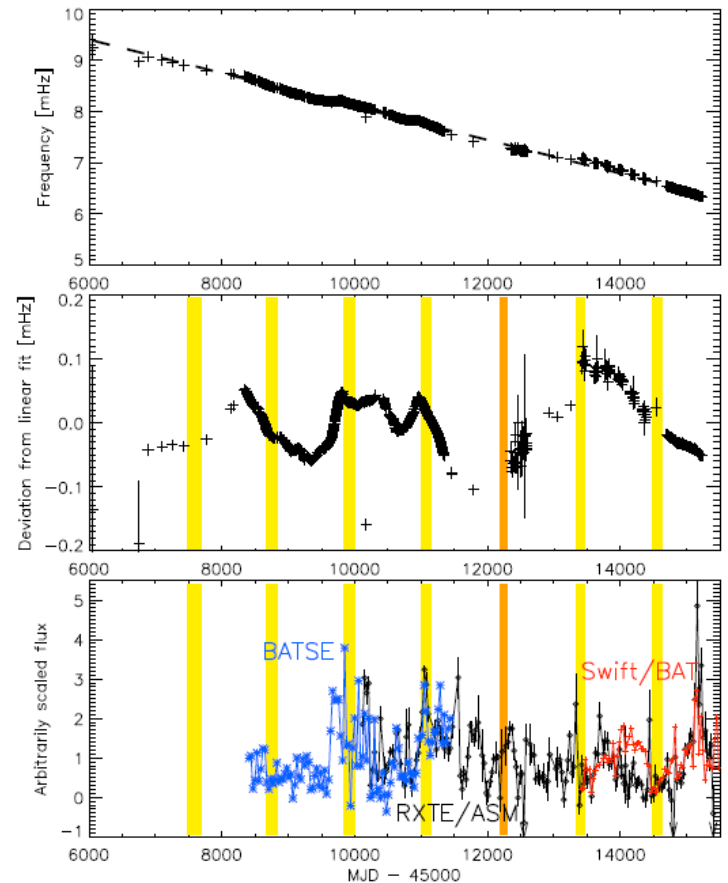 10
9
8
7
6
5
Frequency [mHz]
6000 8000 10000 12000 14000
0.2
0.1
0.0
−0.1
−0.2
Deviation from linear fit [mHz]
6000 8000 10000 12000 14000
5
4
3
2
1
0
−1
Arbitrarily scaled flux
BATSE
Swift/BAT
RXTE/ASM
6000 8000 10000 12000 14000
MJD − 45000